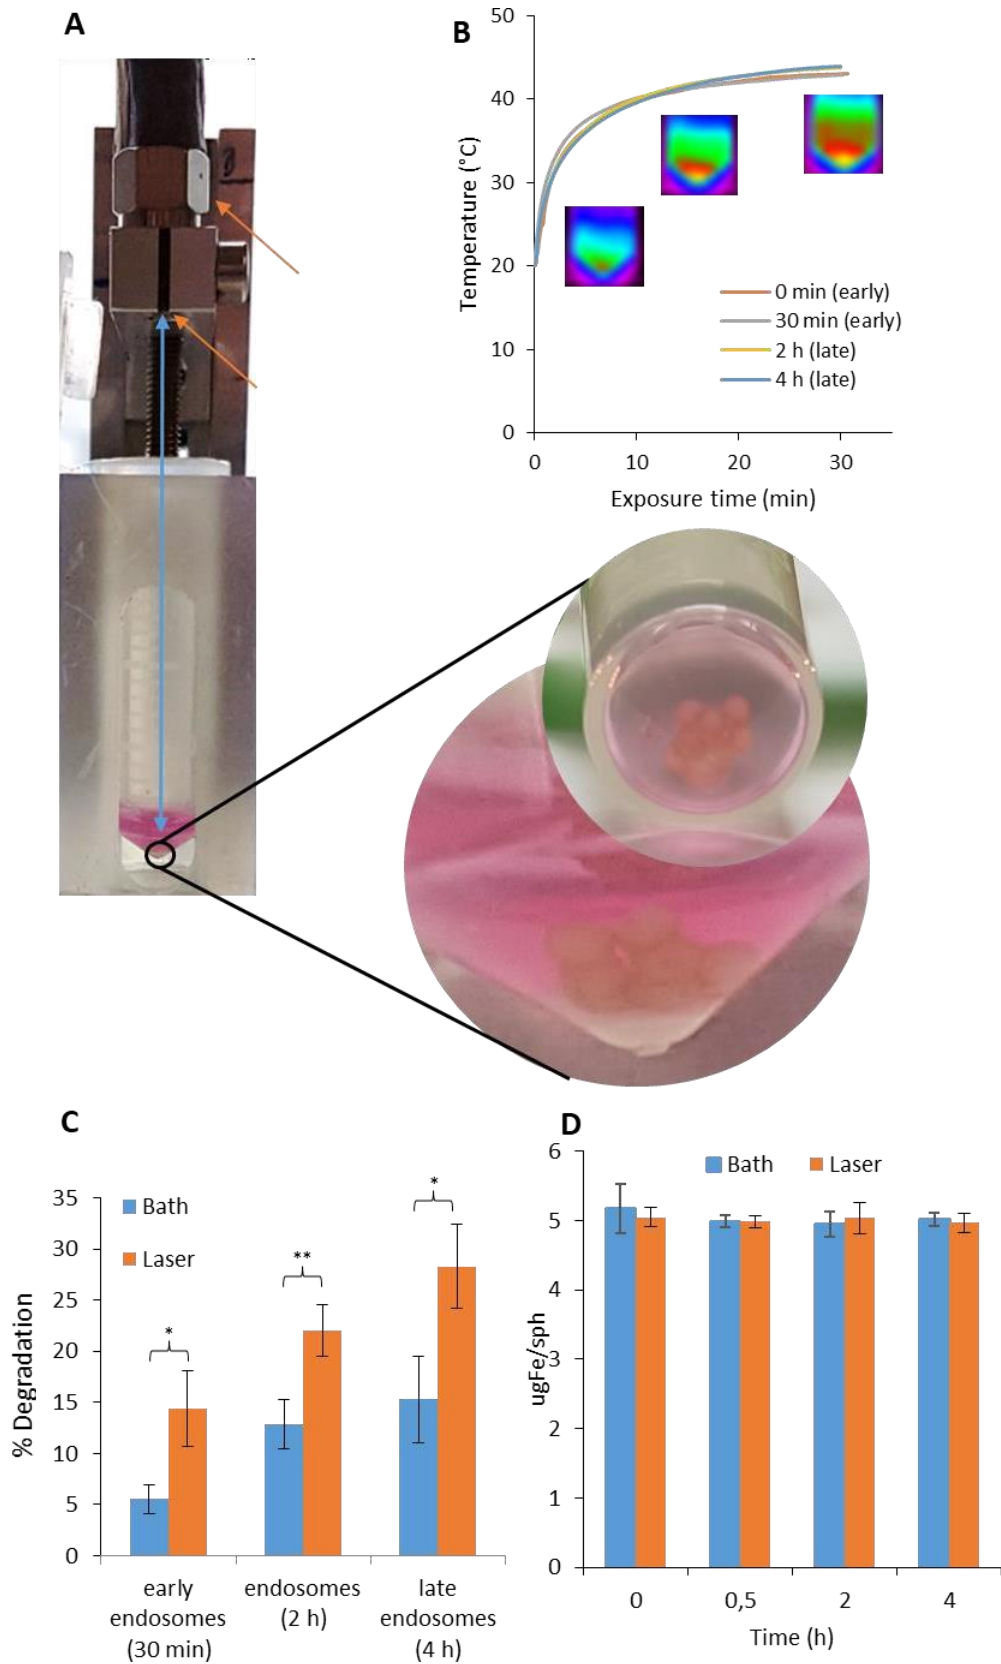 A
B
50
40
30
20
10
0
Temperature (°C)
0 min (early)
30 min (early)
2 h (late)
4 h (late)
0 10 20 30
Exposure time (min)
C
35
30
25
20
15
10
5
0
% Degradation
Bath
Laser
*
**
*
early endosomes late
endosomes (2 h) endosomes
(30 min) (4 h)
D
6
5
4
3
2
1
0
ugFe/sph
Bath Laser
0 0,5 2 4
Time (h)